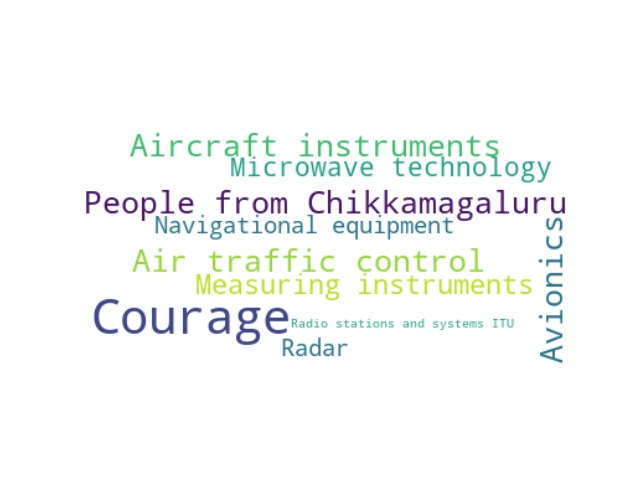 Aircraft instruments
Microwave technology
People from Chikkamagaluru
Navigational equipment
Air traffic control
Measuring instruments
Courage
Radio stations and systems ITU
Radar
Avionics